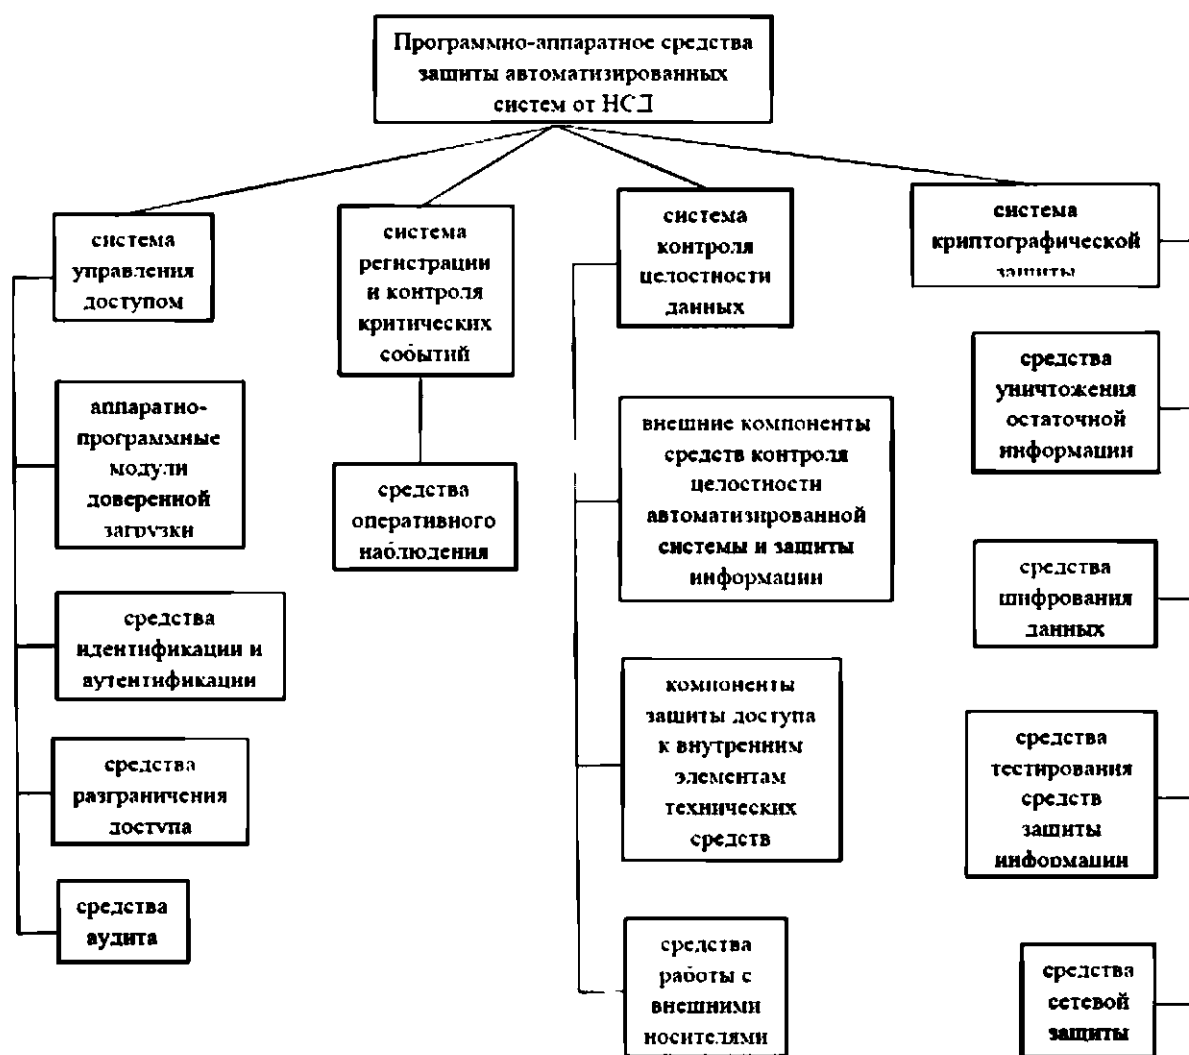 Программно-аппаратное средства
защиты автоматизированных
систем от НСД
система
управления
доступом
аппаратно-
программные
модули
доверенной
загрузки
средства
идентификации и
аутентификации
средства
разграничения
доступа
средства
аудита
система
регистрации
и контроля
критических
событий
средства
оперативного
наблюдения
система
контроля
целостности
данных
внешние компоненты
средств контроля
целостности
автоматизированной
системы и защиты
информации
компоненты
защиты доступа
к внутренним
элементам
технических
средств
средства
работы с
внешними
носителями
система
криптографической
защиты
средства
уничтожения
остаточной
информации
средства
шифрования
данных
средства
тестирования
средств
защиты
информации
средства
сетевой
защиты